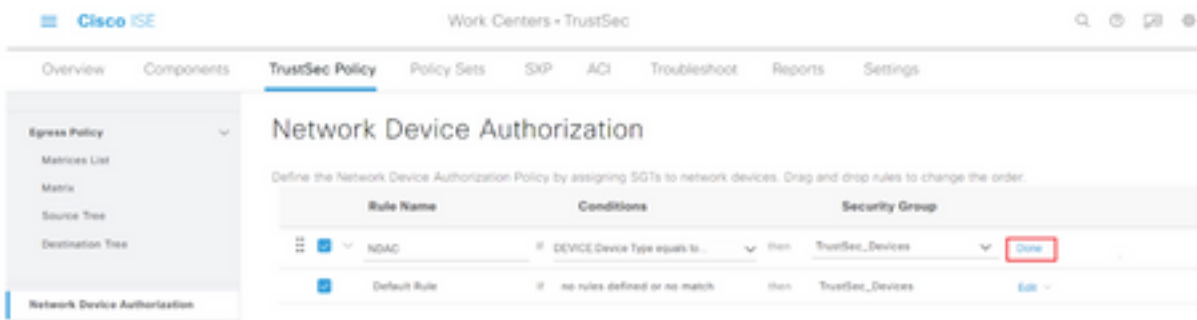 Cisco ISE
Work Centers • TrustSec
Overview Components TrustSec Policy Policy Sets SXP ACI Troubleshoot Reports Settings
Egress Policy
Matrices List
Matrix
Source Tree
Destination Tree
Network Device Authorization
Network Device Authorization
Define the Network Device Authorization Policy by assigning SGTs to network devices. Drag and drop rules to change the order.
Rule Name Conditions Security Group
NDAC if DEVICE Device Type equals to... then TrustSec_Devices Done
Default Rule if no rules defined or no match then TrustSec_Devices Edit